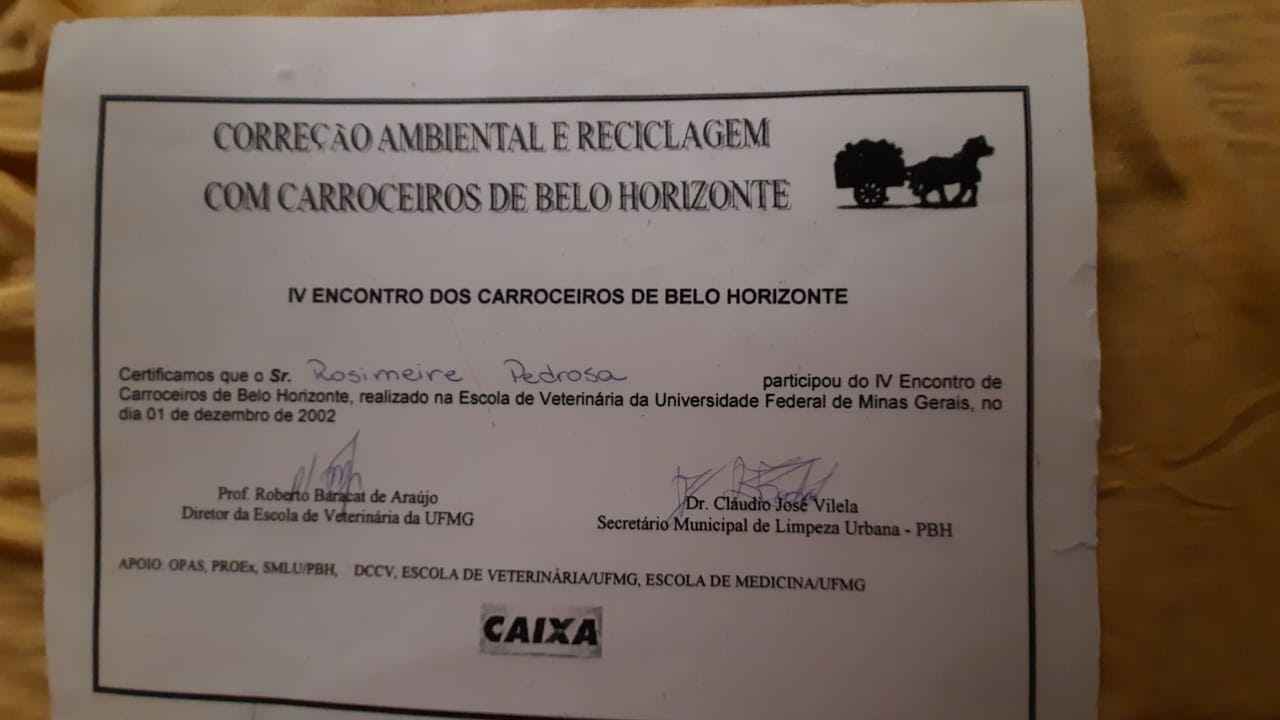 CORREÇÃO AMBIENTAL E RECICLAGEM
COM CARROCEIROS DE BELO HORIZONTE
IV ENCONTRO DOS CARROCEIROS DE BELO HORIZONTE
Certificamos que o Sr. Rosimeire Pedrosa participou do IV Encontro de
Carroceiros de Belo Horizonte, realizado na Escola de Veterinária da Universidade Federal de Minas Gerais, no
dia 01 de dezembro de 2002
Prof. Roberto Baracat de Araújo
Diretor da Escola de Veterinária da UFMG
Dr. Cláudio José Vilela
Secretário Municipal de Limpeza Urbana - PBH
APOIO: OPAS, PROEx, SMLU/PBH, DCCV, ESCOLA DE VETERINÁRIA/UFMG, ESCOLA DE MEDICINA/UFMG
CAIXA